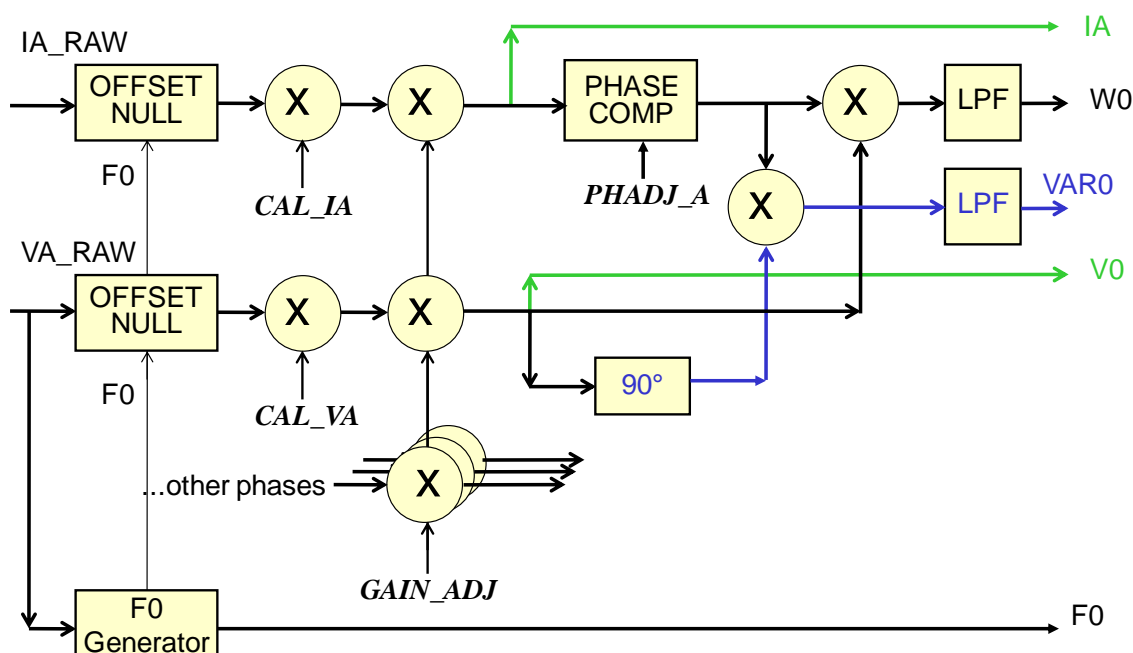 IA
IA_RAW
OFFSET
NULL
X
X
PHASE
COMP
X
LPF
W0
F0
CAL_IA
PHADJ_A
X
LPF
VAR0
VA_RAW
OFFSET
NULL
X
X
V0
F0
90°
CAL_VA
...other phases
X
GAIN_ADJ
F0
Generator
F0